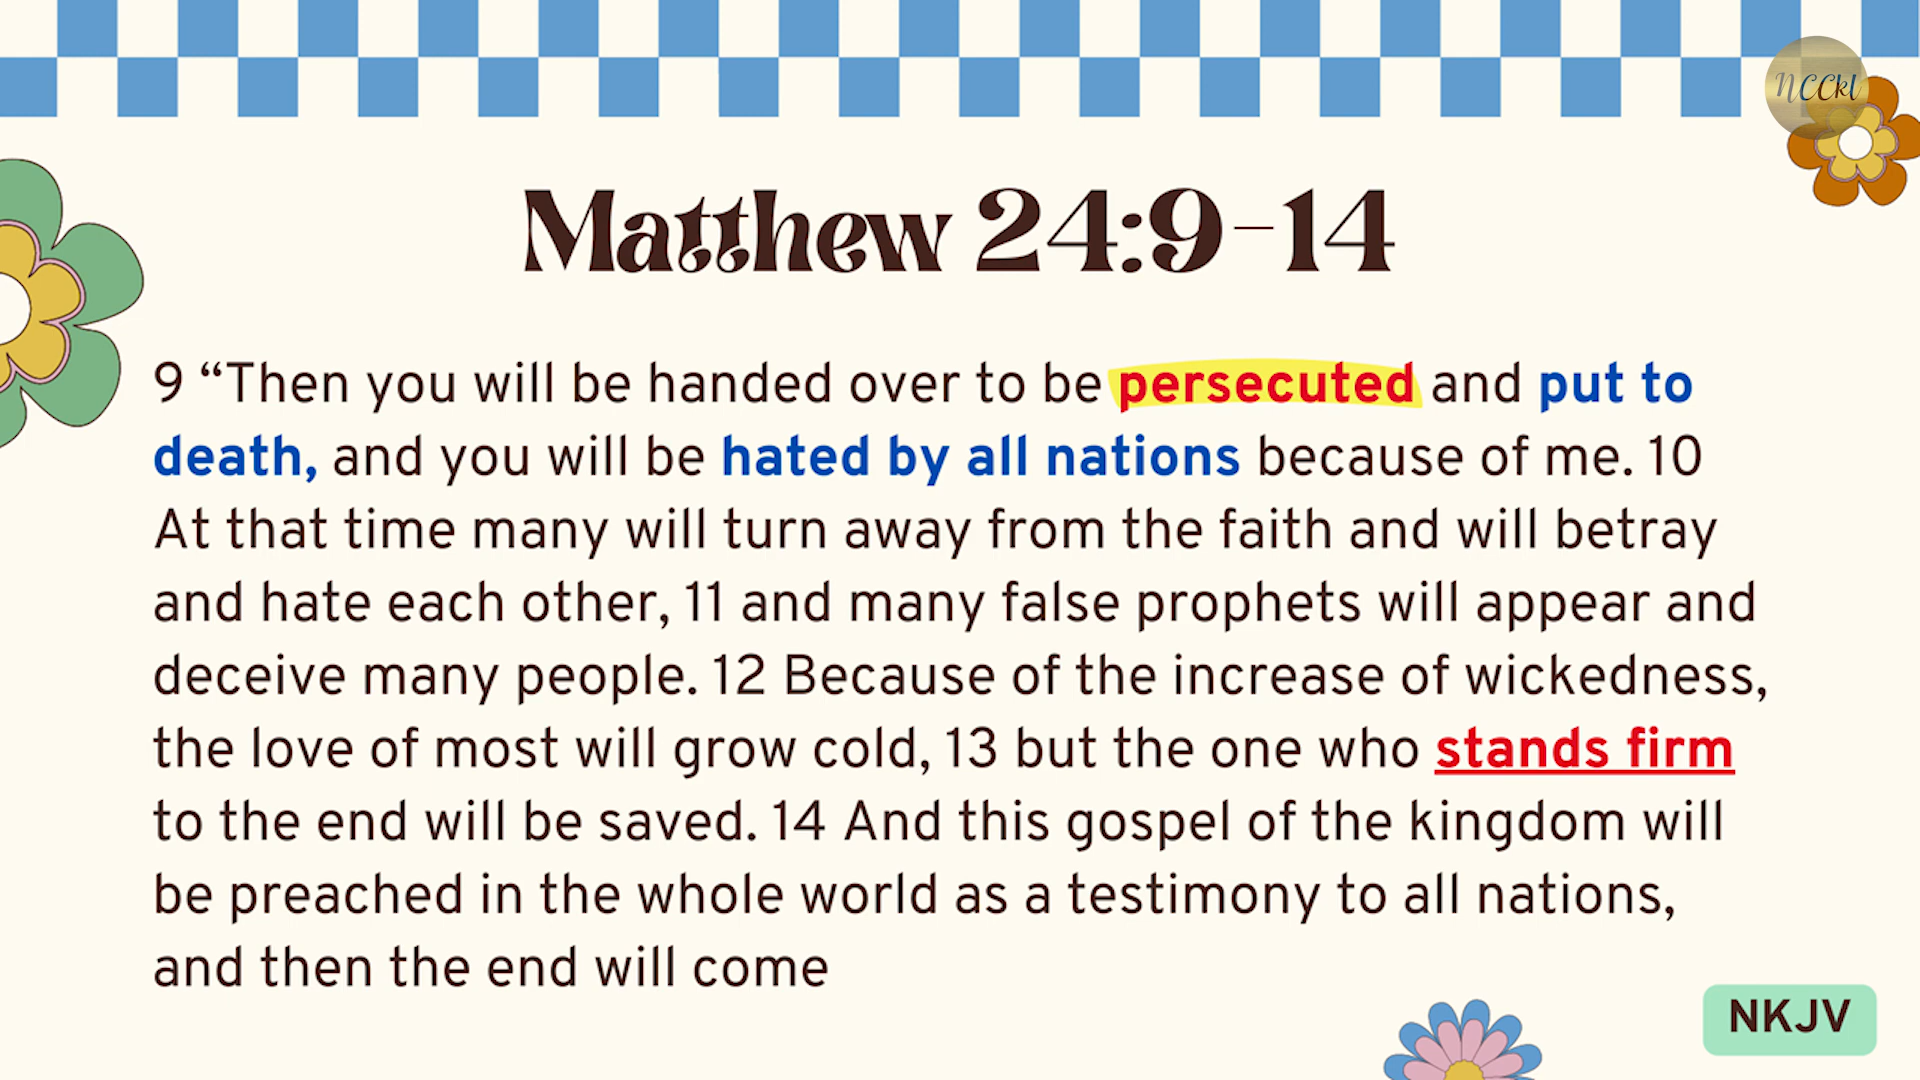 NCCkl
Matthew 24:9-14
9 “Then you will be handed over to be persecuted and put to
death, and you will be hated by all nations because of me. 10
At that time many will turn away from the faith and will betray
and hate each other, 11 and many false prophets will appear and
deceive many people. 12 Because of the increase of wickedness,
the love of most will grow cold, 13 but the one who stands firm
to the end will be saved. 14 And this gospel of the kingdom will
be preached in the whole world as a testimony to all nations,
and then the end will come
NKJV